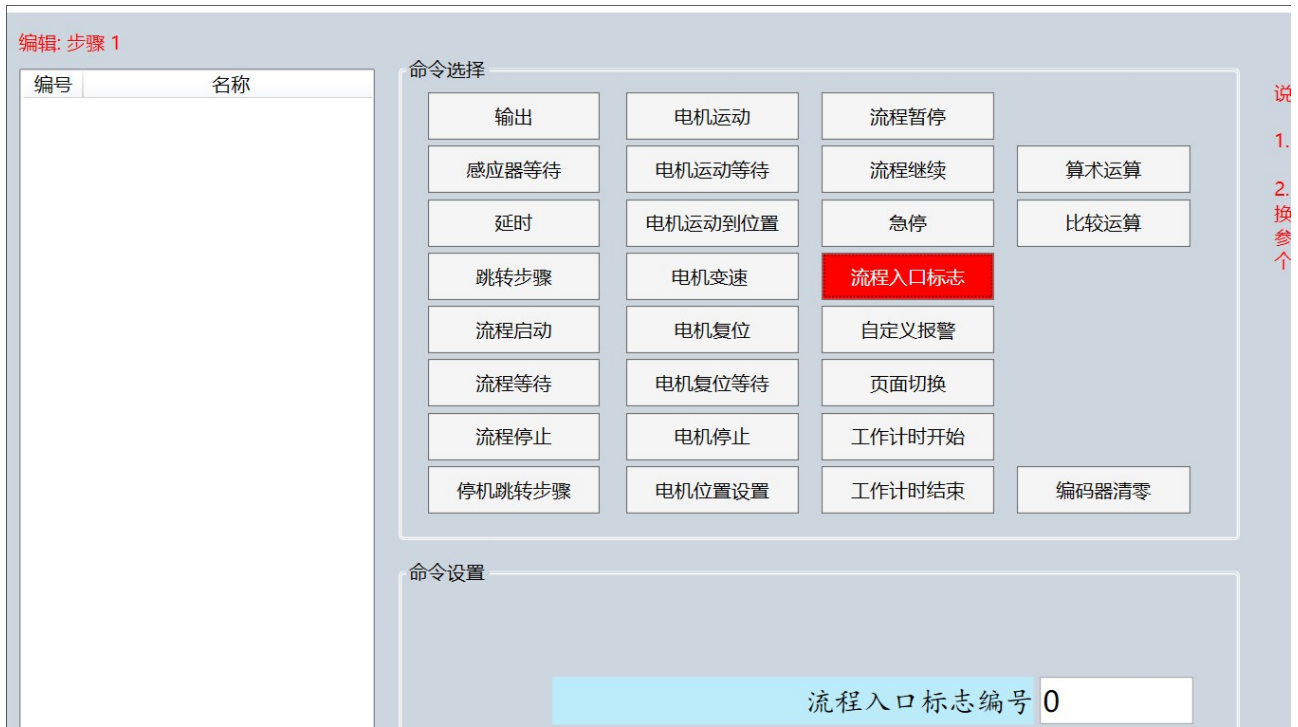 编辑: 步骤 1
编号 名称
命令选择
输出 电机运动 流程暂停
感应器等待 电机运动等待 流程继续 算术运算
延时 电机运动到位置 急停 比较运算
跳转步骤 电机变速 流程入口标志
流程启动 电机复位 自定义报警
流程等待 电机复位等待 页面切换
流程停止 电机停止 工作计时开始
停机跳转步骤 电机位置设置 工作计时结束 编码器清零
命令设置
流程入口标志编号 0
说
1.
2.
换
参
个